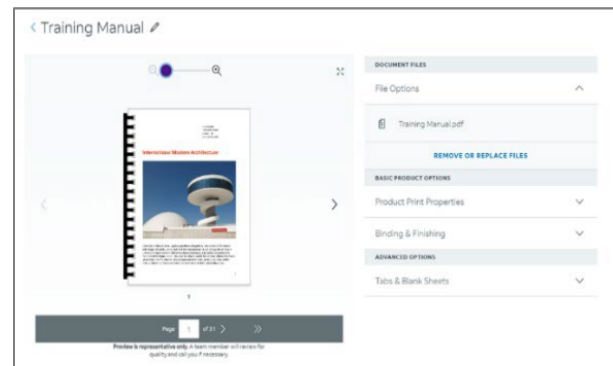 Training Manual
DOCUMENT FILES
File Options
Training Manual.pdf
REMOVE OR REPLACE FILES
BASIC PRODUCT OPTIONS
Product Print Properties
Binding & Finishing
ADVANCED OPTIONS
Tabs & Blank Sheets
International Modern Architecture
1
Page 1 of 31
Preview is representative only. A team member will review for
quality and call you if necessary.